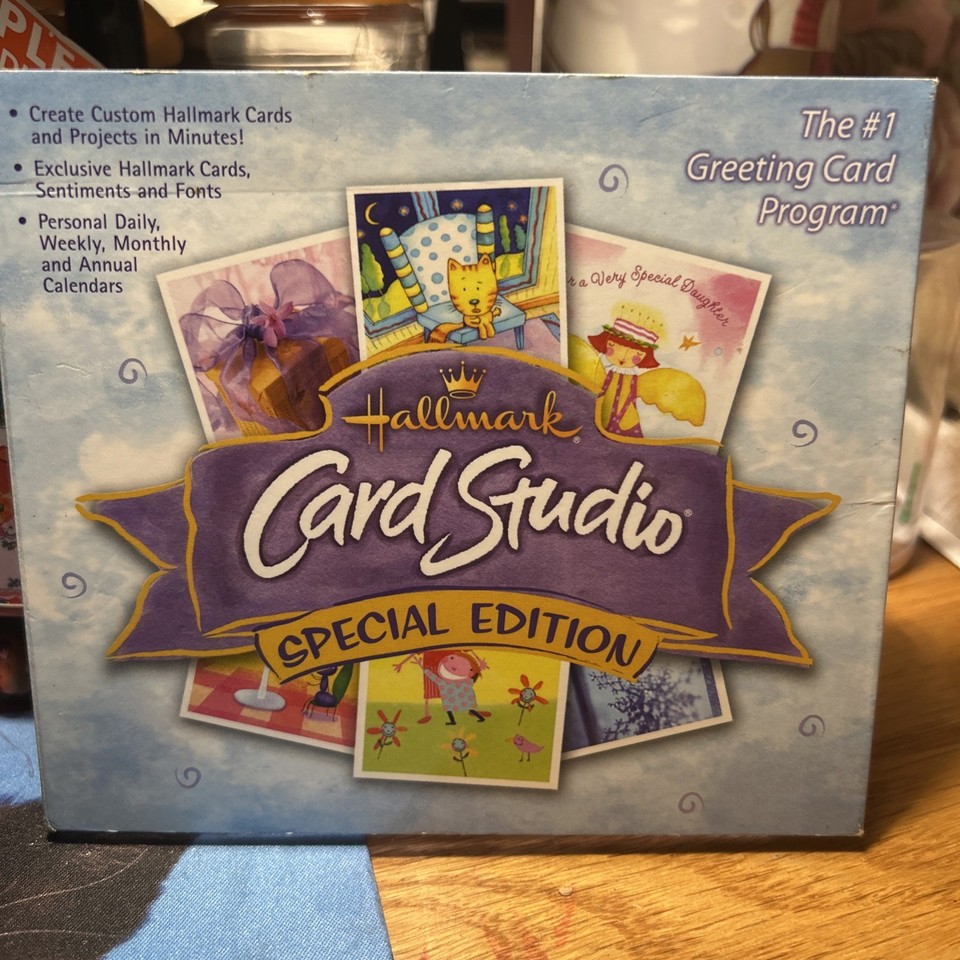 • Create Custom Hallmark Cards
and Projects in Minutes!
• Exclusive Hallmark Cards,
Sentiments and Fonts
• Personal Daily,
Weekly, Monthly
and Annual
Calendars
The #1
Greeting Card
Program*
a Very Special Daughter
Hallmark®
Card Studio®
SPECIAL EDITION